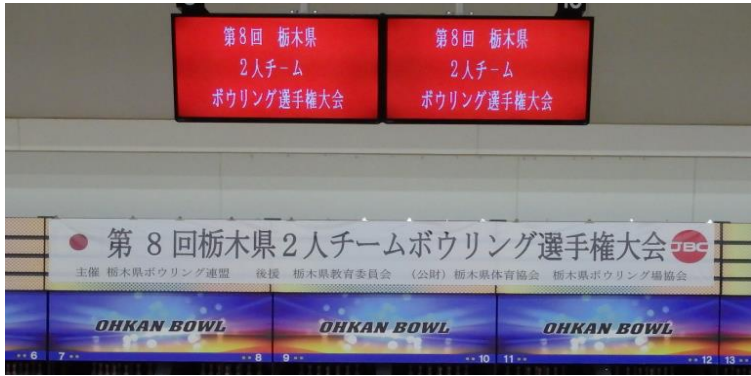 第8回 栃木県
2人チーム
ボウリング選手権大会
第8回 栃木県
2人チーム
ボウリング選手権大会
第8回栃木県2人チームボウリング選手権大会 JBC
主催 栃木県ボウリング連盟 後援 栃木県教育委員会 (公財)栃木県体育協会 栃木県ボウリング場協会
OHKAN BOWL OHKAN BOWL OHKAN BOWL
6 7 8 9 10 11 12 13